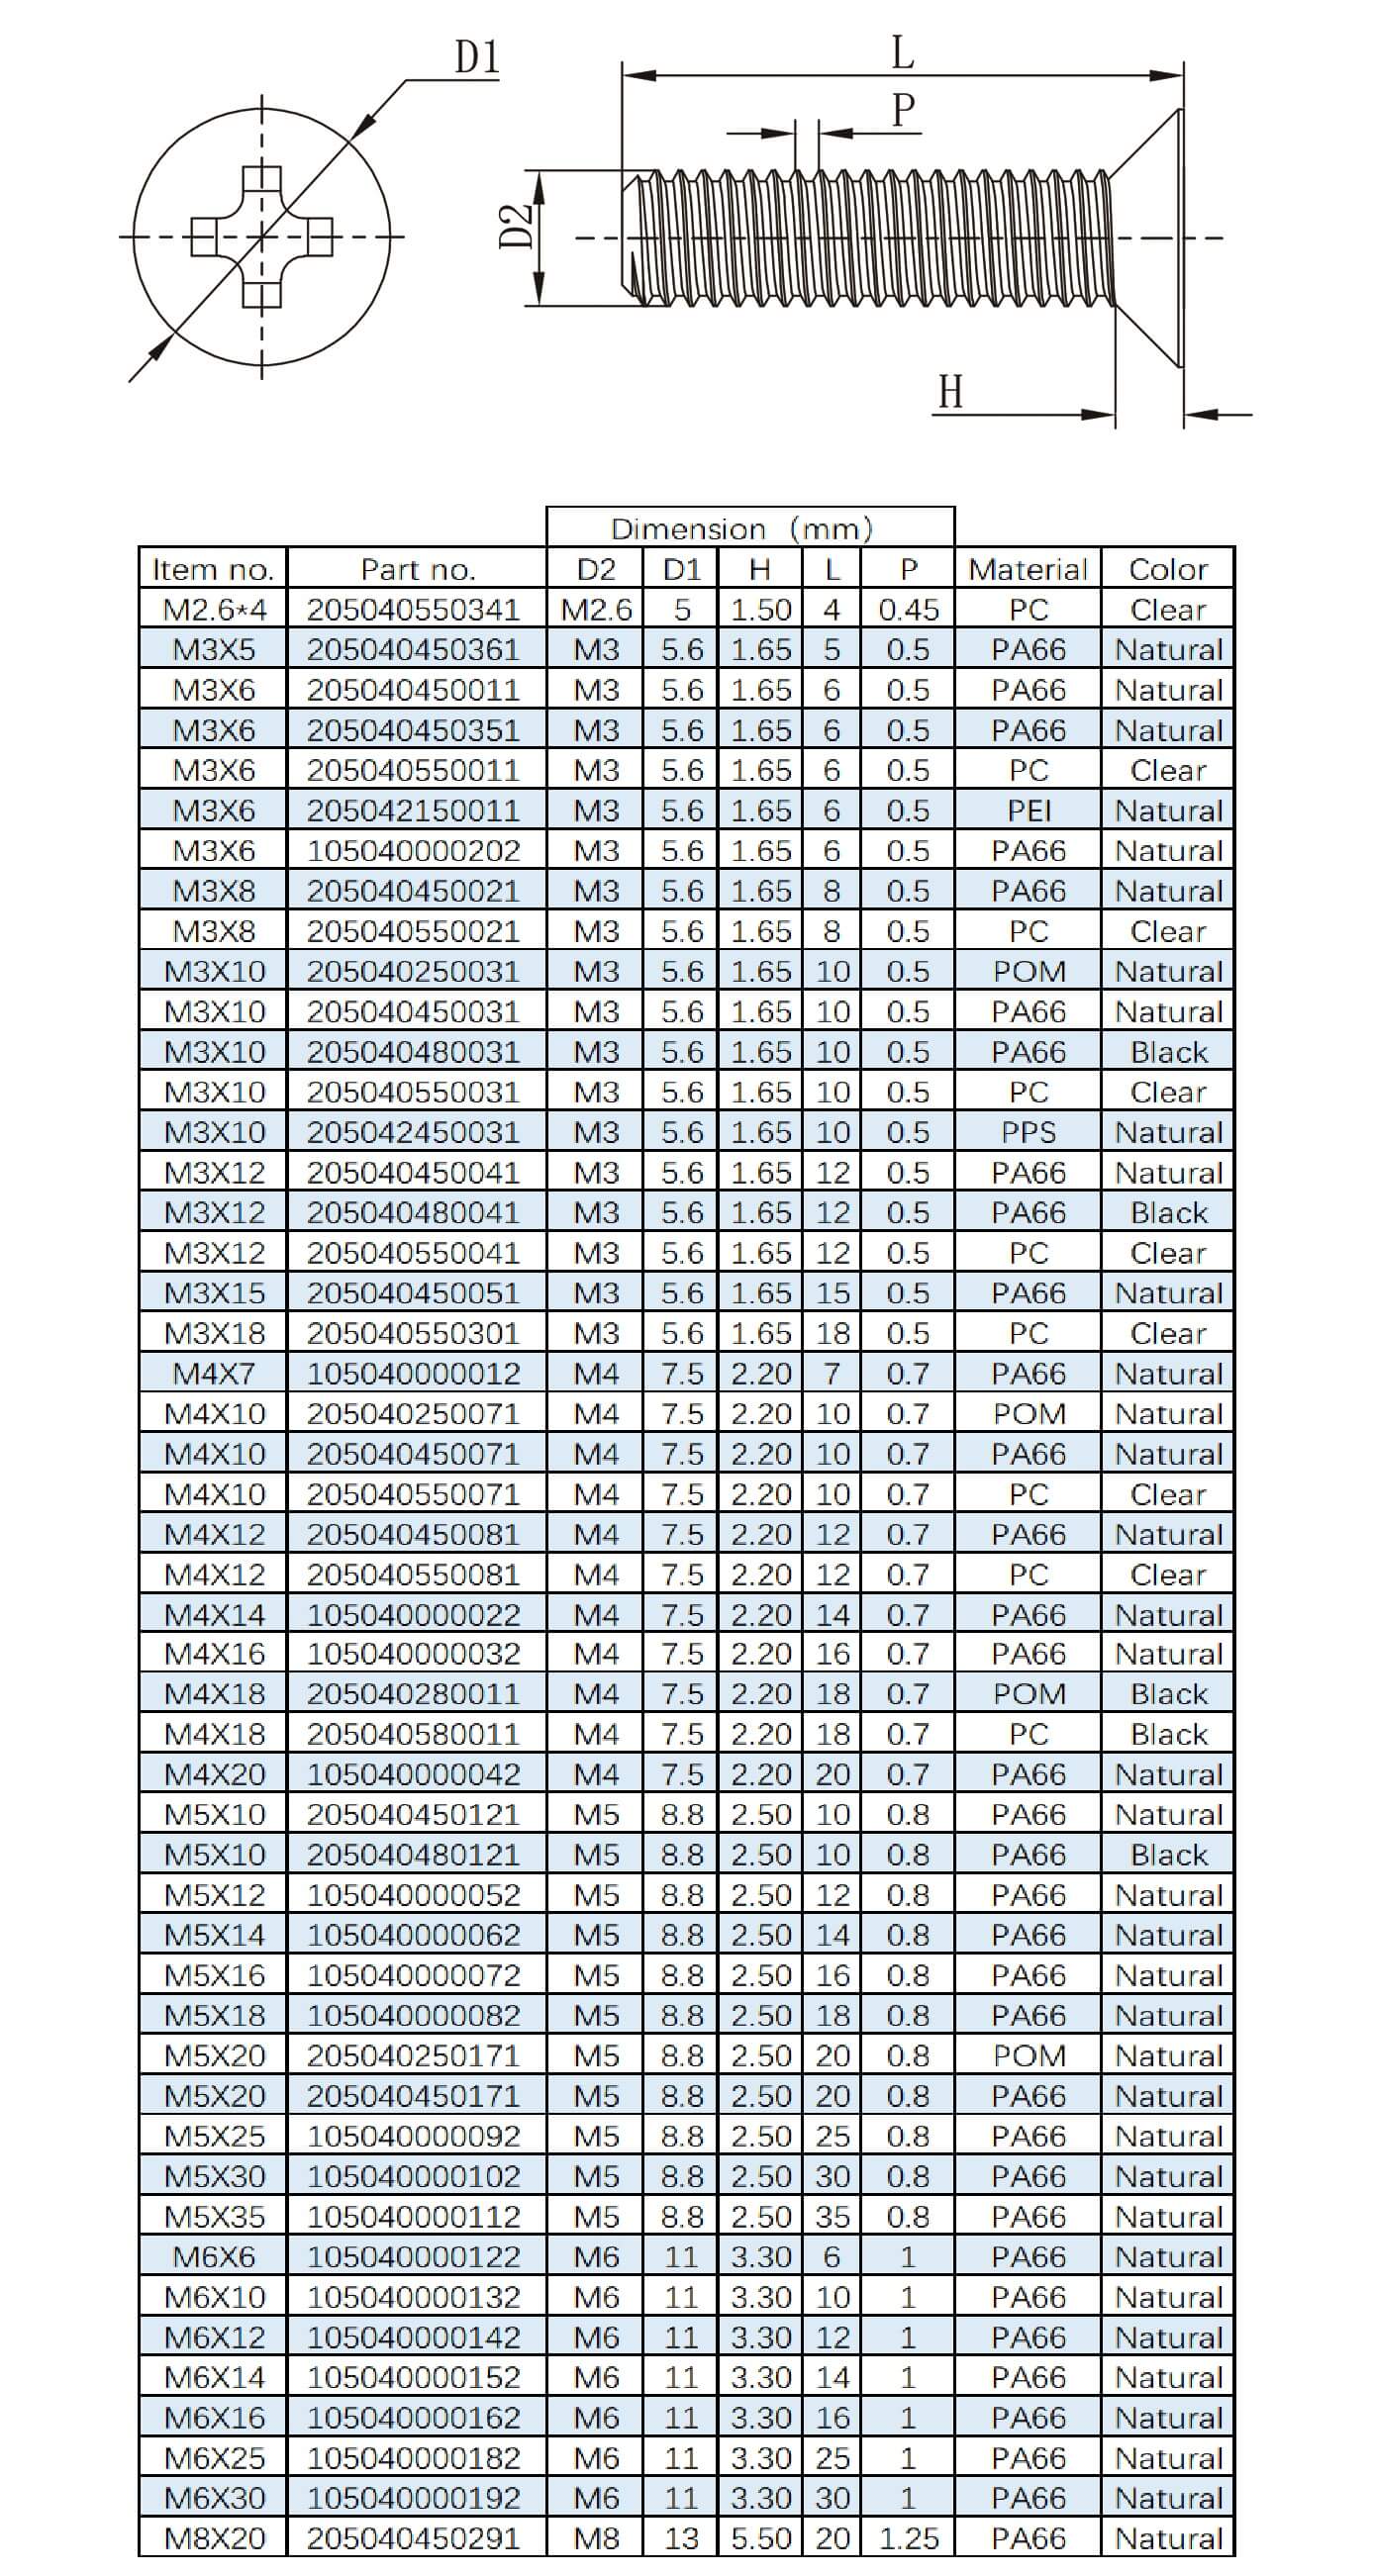 D1
L
P
D2
H
Dimension (mm)
Item no. Part no. D2 D1 H L P Material Color
M2.6*4 205040550341 M2.6 5 1.50 4 0.45 PC Clear
M3X5 205040450361 M3 5.6 1.65 5 0.5 PA66 Natural
M3X6 205040450011 M3 5.6 1.65 6 0.5 PA66 Natural
M3X6 205040450351 M3 5.6 1.65 6 0.5 PA66 Natural
M3X6 205040550011 M3 5.6 1.65 6 0.5 PC Clear
M3X6 205042150011 M3 5.6 1.65 6 0.5 PEI Natural
M3X6 105040000202 M3 5.6 1.65 6 0.5 PA66 Natural
M3X8 205040450021 M3 5.6 1.65 8 0.5 PA66 Natural
M3X8 205040550021 M3 5.6 1.65 8 0.5 PC Clear
M3X10 205040250031 M3 5.6 1.65 10 0.5 POM Natural
M3X10 205040450031 M3 5.6 1.65 10 0.5 PA66 Natural
M3X10 205040480031 M3 5.6 1.65 10 0.5 PA66 Black
M3X10 205040550031 M3 5.6 1.65 10 0.5 PC Clear
M3X10 205042450031 M3 5.6 1.65 10 0.5 PPS Natural
M3X12 205040450041 M3 5.6 1.65 12 0.5 PA66 Natural
M3X12 205040480041 M3 5.6 1.65 12 0.5 PA66 Black
M3X12 205040550041 M3 5.6 1.65 12 0.5 PC Clear
M3X15 205040450051 M3 5.6 1.65 15 0.5 PA66 Natural
M3X18 205040550301 M3 5.6 1.65 18 0.5 PC Clear
M4X7 105040000012 M4 7.5 2.20 7 0.7 PA66 Natural
M4X10 205040250071 M4 7.5 2.20 10 0.7 POM Natural
M4X10 205040450071 M4 7.5 2.20 10 0.7 PA66 Natural
M4X10 205040550071 M4 7.5 2.20 10 0.7 PC Clear
M4X12 205040450081 M4 7.5 2.20 12 0.7 PA66 Natural
M4X12 205040550081 M4 7.5 2.20 12 0.7 PC Clear
M4X14 105040000022 M4 7.5 2.20 14 0.7 PA66 Natural
M4X16 105040000032 M4 7.5 2.20 16 0.7 PA66 Natural
M4X18 205040280011 M4 7.5 2.20 18 0.7 POM Black
M4X18 205040580011 M4 7.5 2.20 18 0.7 PC Black
M4X20 105040000042 M4 7.5 2.20 20 0.7 PA66 Natural
M5X10 205040450121 M5 8.8 2.50 10 0.8 PA66 Natural
M5X10 205040480121 M5 8.8 2.50 10 0.8 PA66 Black
M5X12 105040000052 M5 8.8 2.50 12 0.8 PA66 Natural
M5X14 105040000062 M5 8.8 2.50 14 0.8 PA66 Natural
M5X16 105040000072 M5 8.8 2.50 16 0.8 PA66 Natural
M5X18 105040000082 M5 8.8 2.50 18 0.8 PA66 Natural
M5X20 205040250171 M5 8.8 2.50 20 0.8 POM Natural
M5X20 205040450171 M5 8.8 2.50 20 0.8 PA66 Natural
M5X25 105040000092 M5 8.8 2.50 25 0.8 PA66 Natural
M5X30 105040000102 M5 8.8 2.50 30 0.8 PA66 Natural
M5X35 105040000112 M5 8.8 2.50 35 0.8 PA66 Natural
M6X6 105040000122 M6 11 3.30 6 1 PA66 Natural
M6X10 105040000132 M6 11 3.30 10 1 PA66 Natural
M6X12 105040000142 M6 11 3.30 12 1 PA66 Natural
M6X14 105040000152 M6 11 3.30 14 1 PA66 Natural
M6X16 105040000162 M6 11 3.30 16 1 PA66 Natural
M6X25 105040000182 M6 11 3.30 25 1 PA66 Natural
M6X30 105040000192 M6 11 3.30 30 1 PA66 Natural
M8X20 205040450291 M8 13 5.50 20 1.25 PA66 Natural